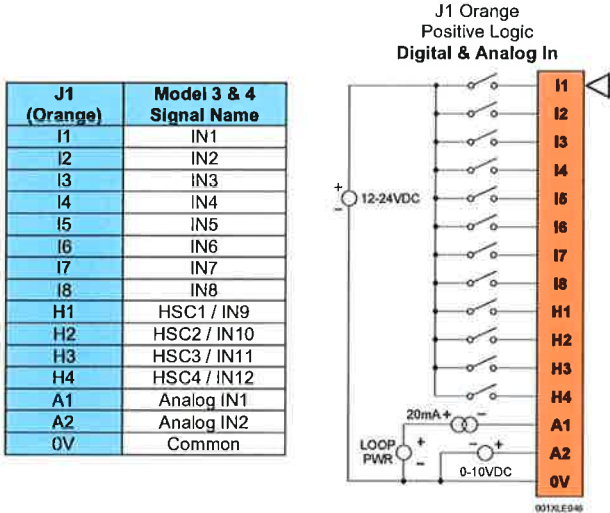 J1 Orange
Positive Logic
Digital & Analog In
J1 (Orange) Model 3 & 4 Signal Name
I1 IN1
I2 IN2
I3 IN3
I4 IN4
I5 IN5
I6 IN6
I7 IN7
I8 IN8
H1 HSC1 / IN9
H2 HSC2 / IN10
H3 HSC3 / IN11
H4 HSC4 / IN12
A1 Analog IN1
A2 Analog IN2
0V Common
I1
I2
I3
I4
+
12-24VDC
I5
–
I6
I7
I8
H1
H2
H3
H4
20mA + –
A1
LOOP PWR + –
– +
A2
0-10VDC
0V
001XLE046